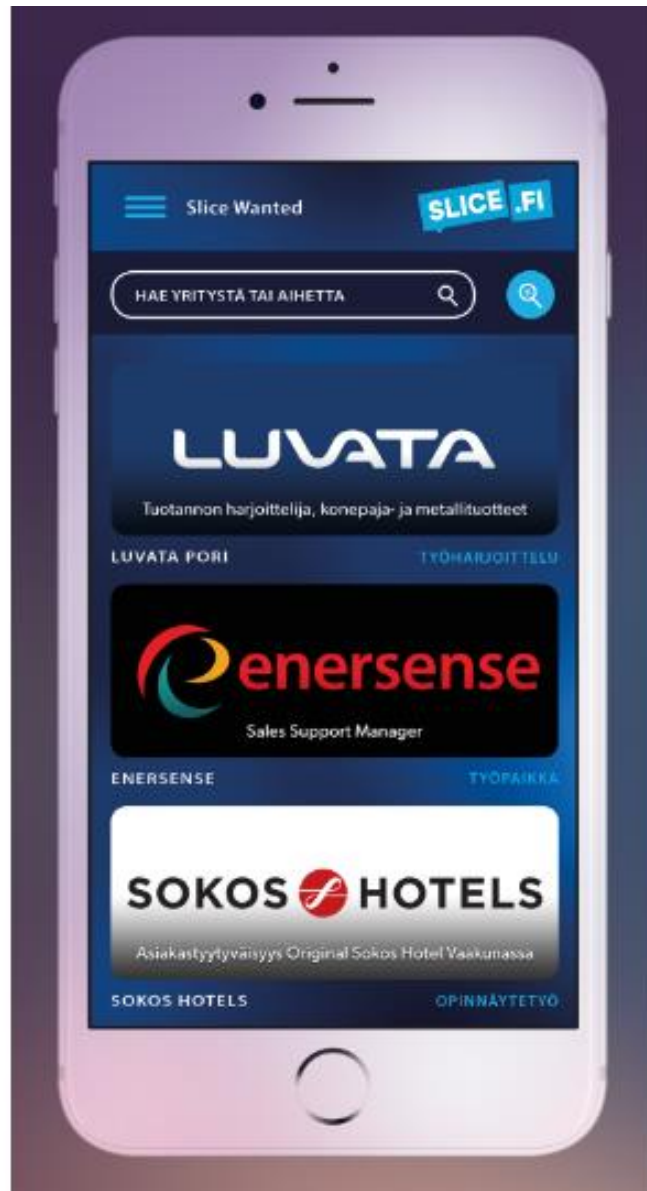 Slice Wanted
SLICE .FI
HAE YRITYSTÄ TAI AIHETTA
LUVATA
Tuotannon harjoittelija, konepaja- ja metallituotteet
LUVATA PORI
TYÖHARJOITTELU
enersense
Sales Support Manager
ENERSENSE
TYÖPAIKKA
SOKOS HOTELS
Asiakastyytyväisyys Original Sokos Hotel Vaakunassa
SOKOS HOTELS
OPINNÄYTETYÖ